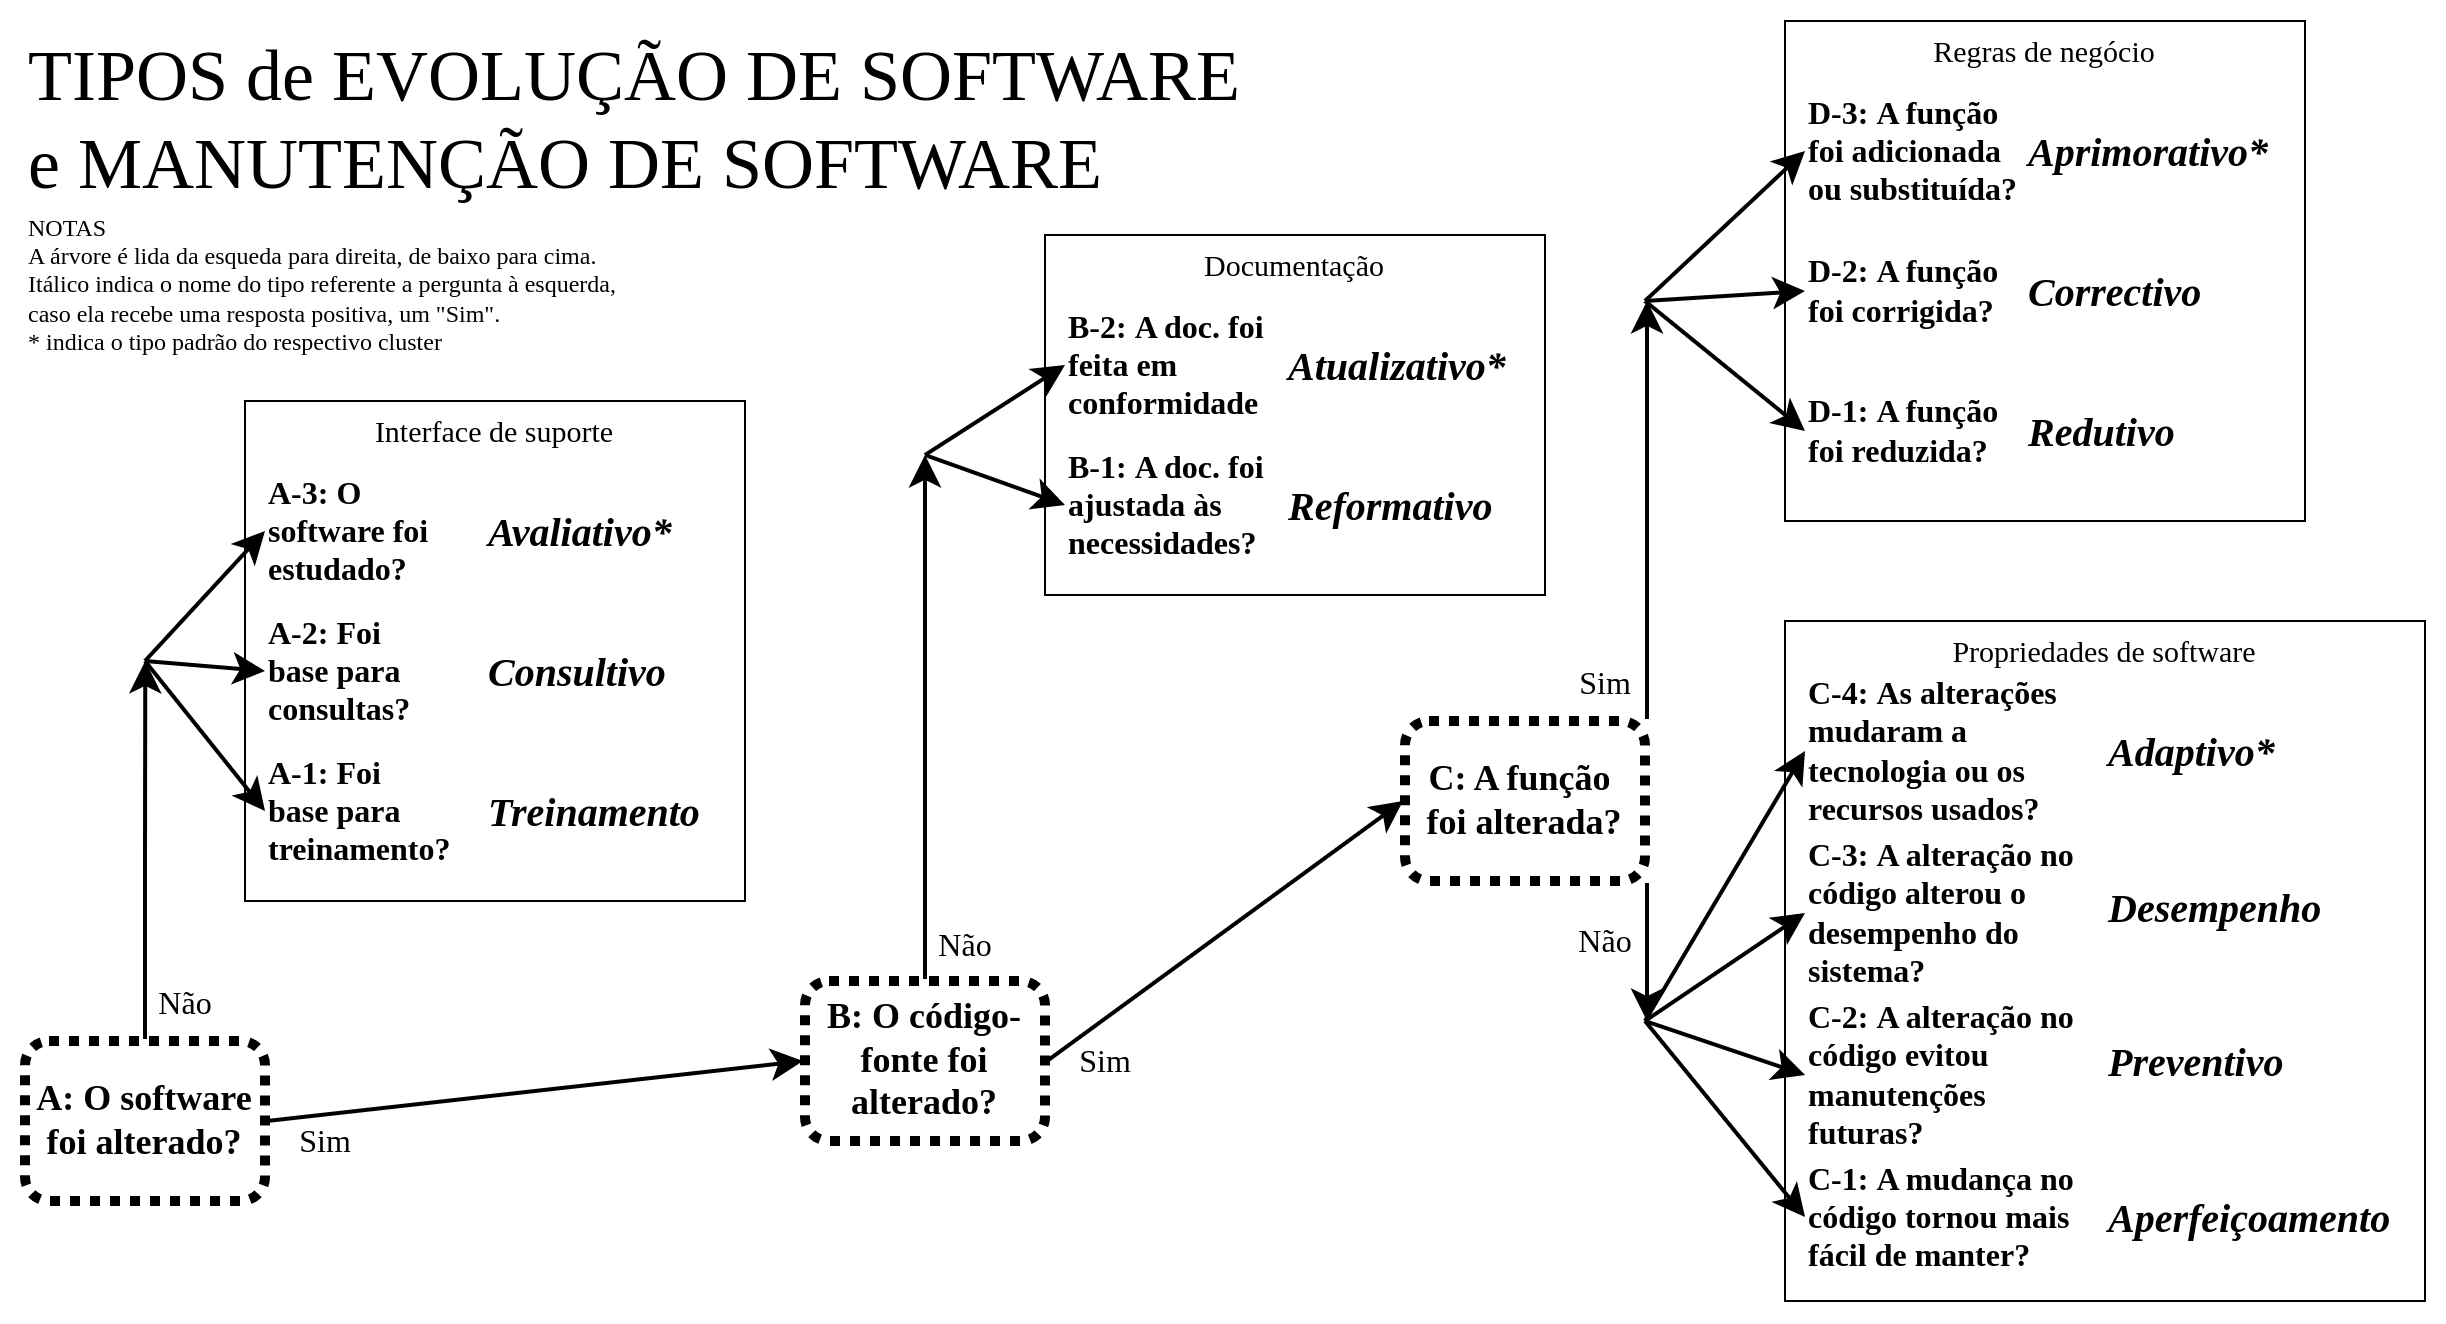 TIPOS de EVOLUÇÃO DE SOFTWARE
e MANUTENÇÃO DE SOFTWARE
NOTAS
A árvore é lida da esqueda para direita, de baixo para cima.
Itálico indica o nome do tipo referente a pergunta à esquerda,
caso ela recebe uma resposta positiva, um "Sim".
* indica o tipo padrão do respectivo cluster
Interface de suporte
A-3: O
software foi
estudado?
Avaliativo*
A-2: Foi
base para
consultas?
Consultivo
A-1: Foi
base para
treinamento?
Treinamento
Não
A: O software
foi alterado?
Sim
Documentação
B-2: A doc. foi
feita em
conformidade
Atualizativo*
B-1: A doc. foi
ajustada às
necessidades?
Reformativo
Não
B: O código-
fonte foi
alterado?
Sim
Regras de negócio
D-3: A função
foi adicionada
ou substituída?
Aprimorativo*
D-2: A função
foi corrigida?
Correctivo
D-1: A função
foi reduzida?
Redutivo
Sim
C: A função
foi alterada?
Não
Propriedades de software
C-4: As alterações
mudaram a
tecnologia ou os
recursos usados?
Adaptivo*
C-3: A alteração no
código alterou o
desempenho do
sistema?
Desempenho
C-2: A alteração no
código evitou
manutenções
futuras?
Preventivo
C-1: A mudança no
código tornou mais
fácil de manter?
Aperfeiçoamento